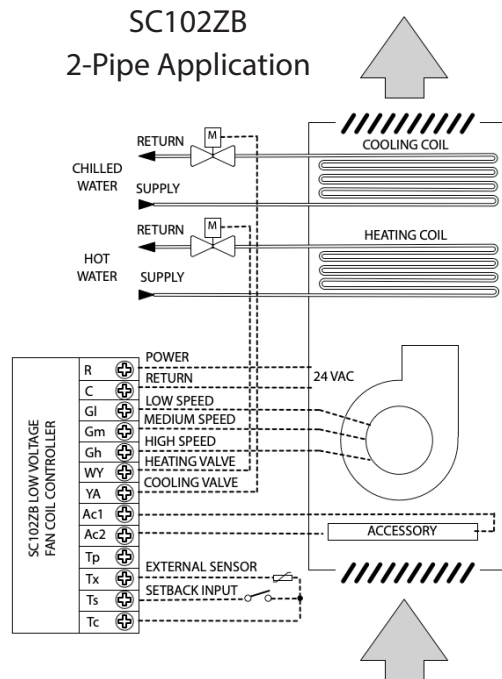 SC102ZB
2-Pipe Application
RETURN
M
COOLING COIL
CHILLED
WATER
SUPPLY
RETURN
M
HEATING COIL
HOT
WATER
SUPPLY
SC102ZB LOW VOLTAGE
FAN COIL CONTROLLER
R POWER
C RETURN
24 VAC
Gl LOW SPEED
Gm MEDIUM SPEED
Gh HIGH SPEED
WY HEATING VALVE
YA COOLING VALVE
Ac1
Ac2 ACCESSORY
Tp
Tx EXTERNAL SENSOR
Ts SETBACK INPUT
Tc